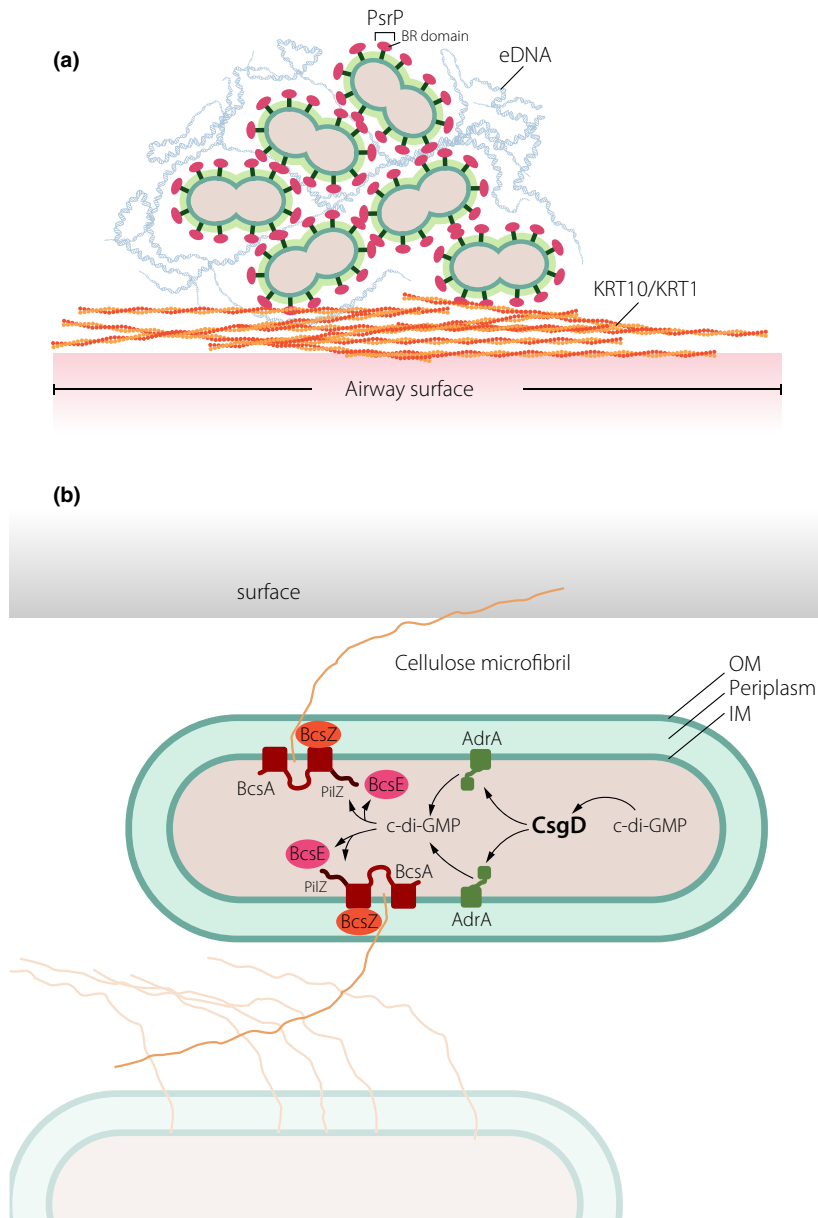 (a)
PsrP
BR domain
eDNA
KRT10/KRT1
Airway surface
(b)
surface
Cellulose microfibril
OM
Periplasm
IM
BcsZ
AdrA
BcsA
PilZ
BcsE
c-di-GMP
CsgD
c-di-GMP
BcsE
PilZ
BcsA
BcsZ
AdrA